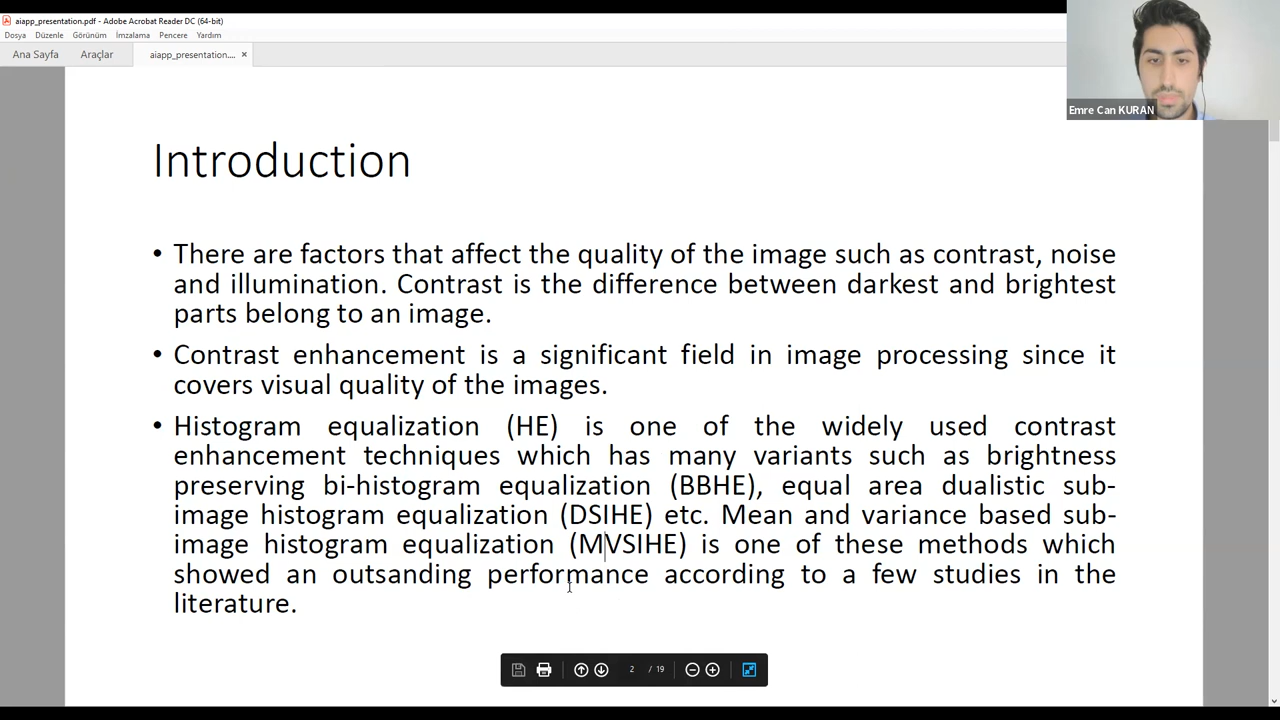 aiapp_presentation.pdf - Adobe Acrobat Reader DC (64-bit)
Dosya Düzenle Görünüm İmzalama Pencere Yardım
Ana Sayfa Araçlar aiapp_presentation.... ×
Emre Can KURAN
Introduction
• There are factors that affect the quality of the image such as contrast, noise
and illumination. Contrast is the difference between darkest and brightest
parts belong to an image.
• Contrast enhancement is a significant field in image processing since it
covers visual quality of the images.
• Histogram equalization (HE) is one of the widely used contrast
enhancement techniques which has many variants such as brightness
preserving bi-histogram equalization (BBHE), equal area dualistic sub-
image histogram equalization (DSIHE) etc. Mean and variance based sub-
image histogram equalization (MVSIHE) is one of these methods which
showed an outsanding performance according to a few studies in the
literature.
2 / 19